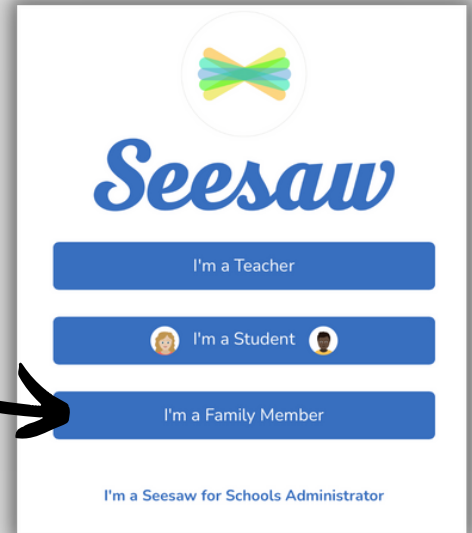 Seesaw
I'm a Teacher
I'm a Student
I'm a Family Member
I'm a Seesaw for Schools Administrator